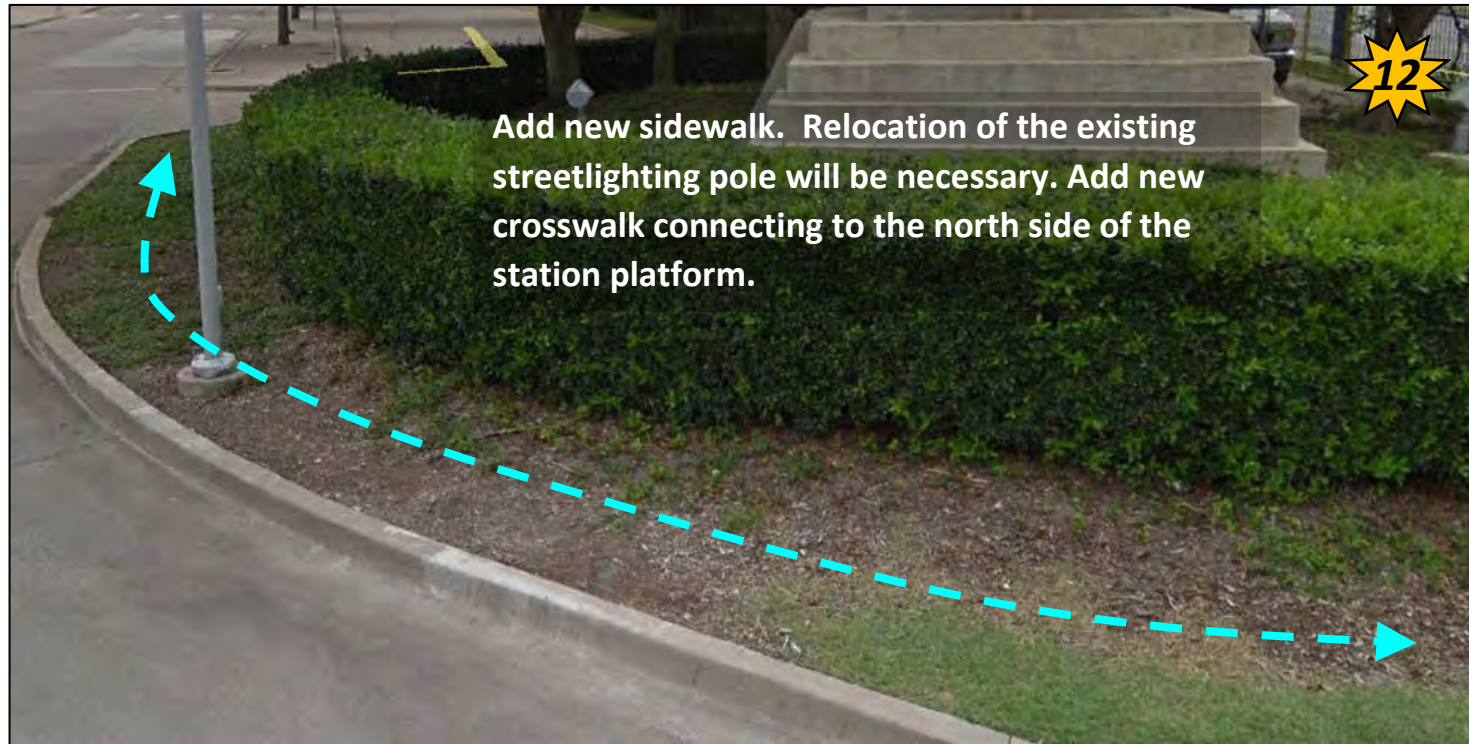 12
Add new sidewalk.  Relocation of the existing
streetlighting pole will be necessary. Add new
crosswalk connecting to the north side of the
station platform.